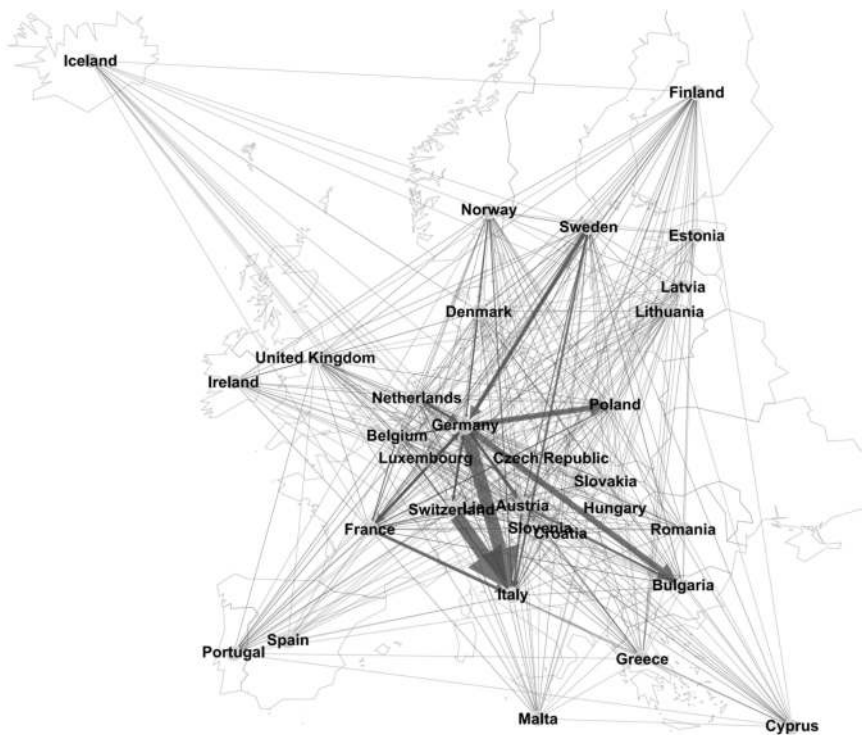 Iceland
Finland
Norway
Sweden
Estonia
Latvia
Denmark
Lithuania
United Kingdom
Ireland
Netherlands
Poland
Germany
Belgium
Luxembourg
Czech Republic
Slovakia
Switzerland
Austria
Hungary
France
Slovenia
Croatia
Romania
Bulgaria
Italy
Spain
Portugal
Greece
Malta
Cyprus